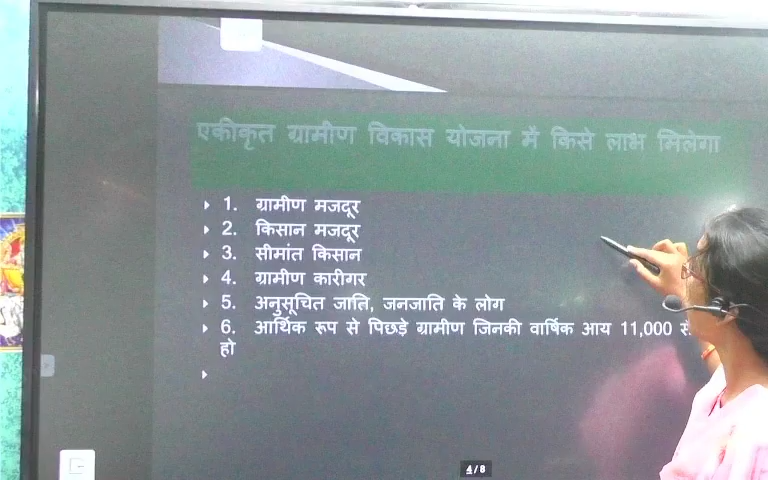 एकीकृत ग्रामीण विकास योजना में किसे लाभ मिलेगा
1. ग्रामीण मजदूर
2. किसान मजदूर
3. सीमांत किसान
4. ग्रामीण कारीगर
5. अनुसूचित जाति, जनजाति के लोग
6. आर्थिक रूप से पिछड़े ग्रामीण जिनकी वार्षिक आय 11,000
हो
4/8